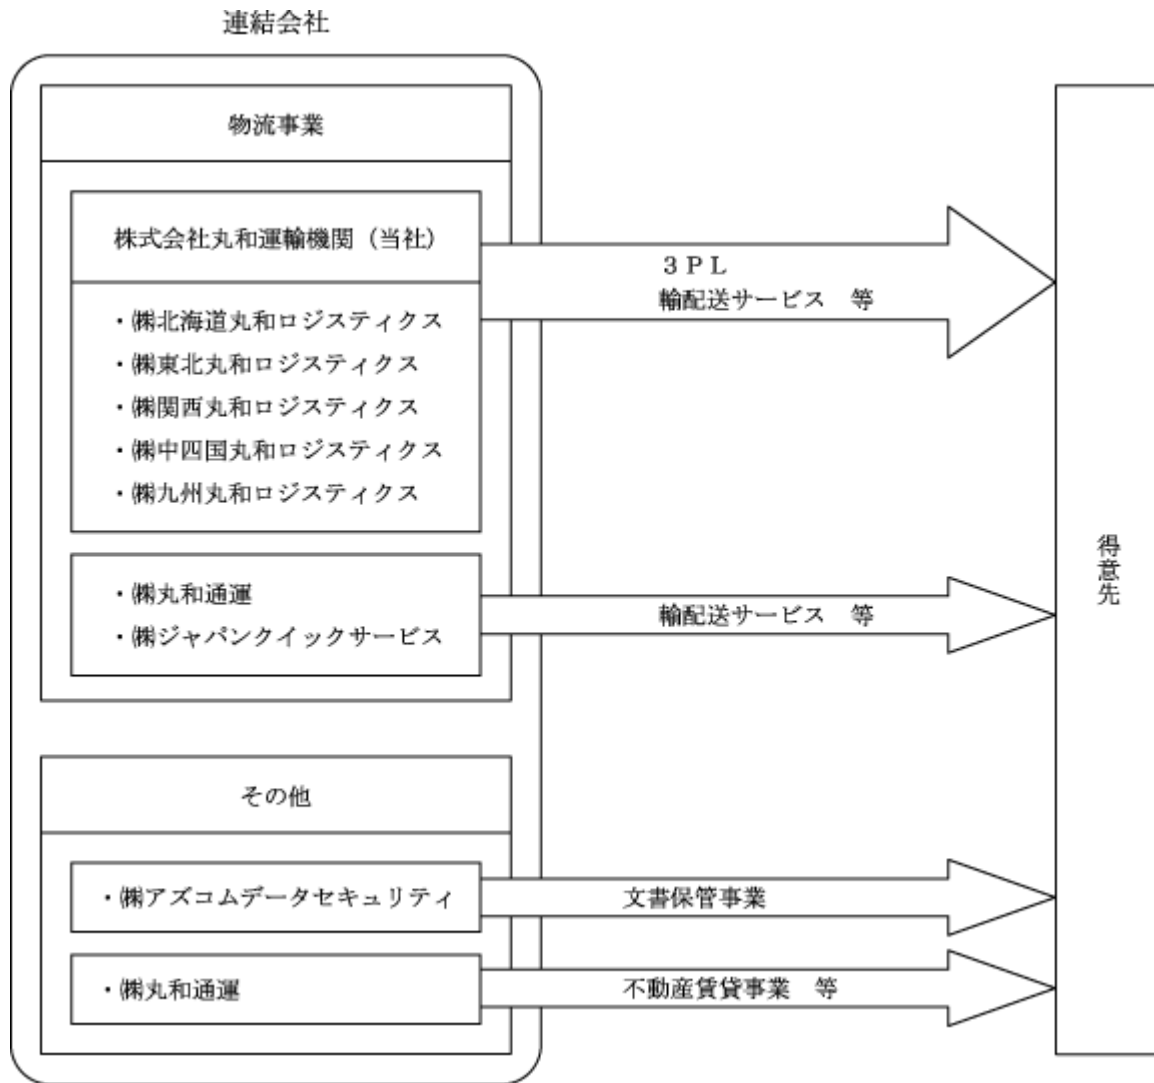 連結会社
物流事業
株式会社丸和運輸機関（当社）
・㈱北海道丸和ロジスティクス
・㈱東北丸和ロジスティクス
・㈱関西丸和ロジスティクス
・㈱中四国丸和ロジスティクス
・㈱九州丸和ロジスティクス
３ＰＬ
輸配送サービス　等
・㈱丸和通運
・㈱ジャパンクイックサービス
輸配送サービス　等
その他
・㈱アズコムデータセキュリティ
文書保管事業
・㈱丸和通運
不動産賃貸事業　等
得意先